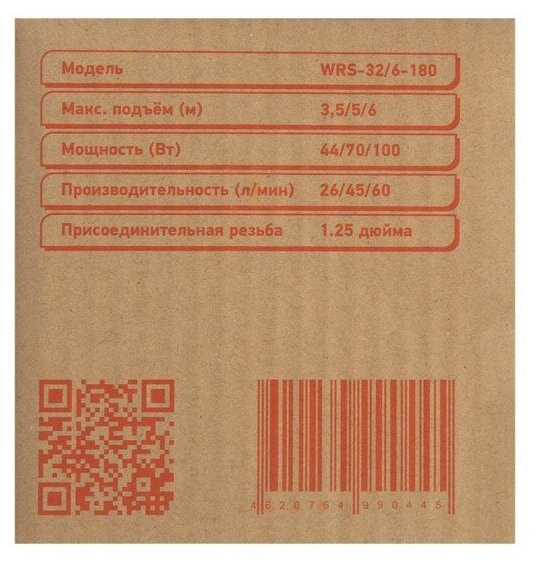 Модель WRS-32/6-180
Макс. подъём (м) 3,5/5/6
Мощность (Вт) 44/70/100
Производительность (л/мин) 26/45/60
Присоединительная резьба 1.25 дюйма
4 620764 990445